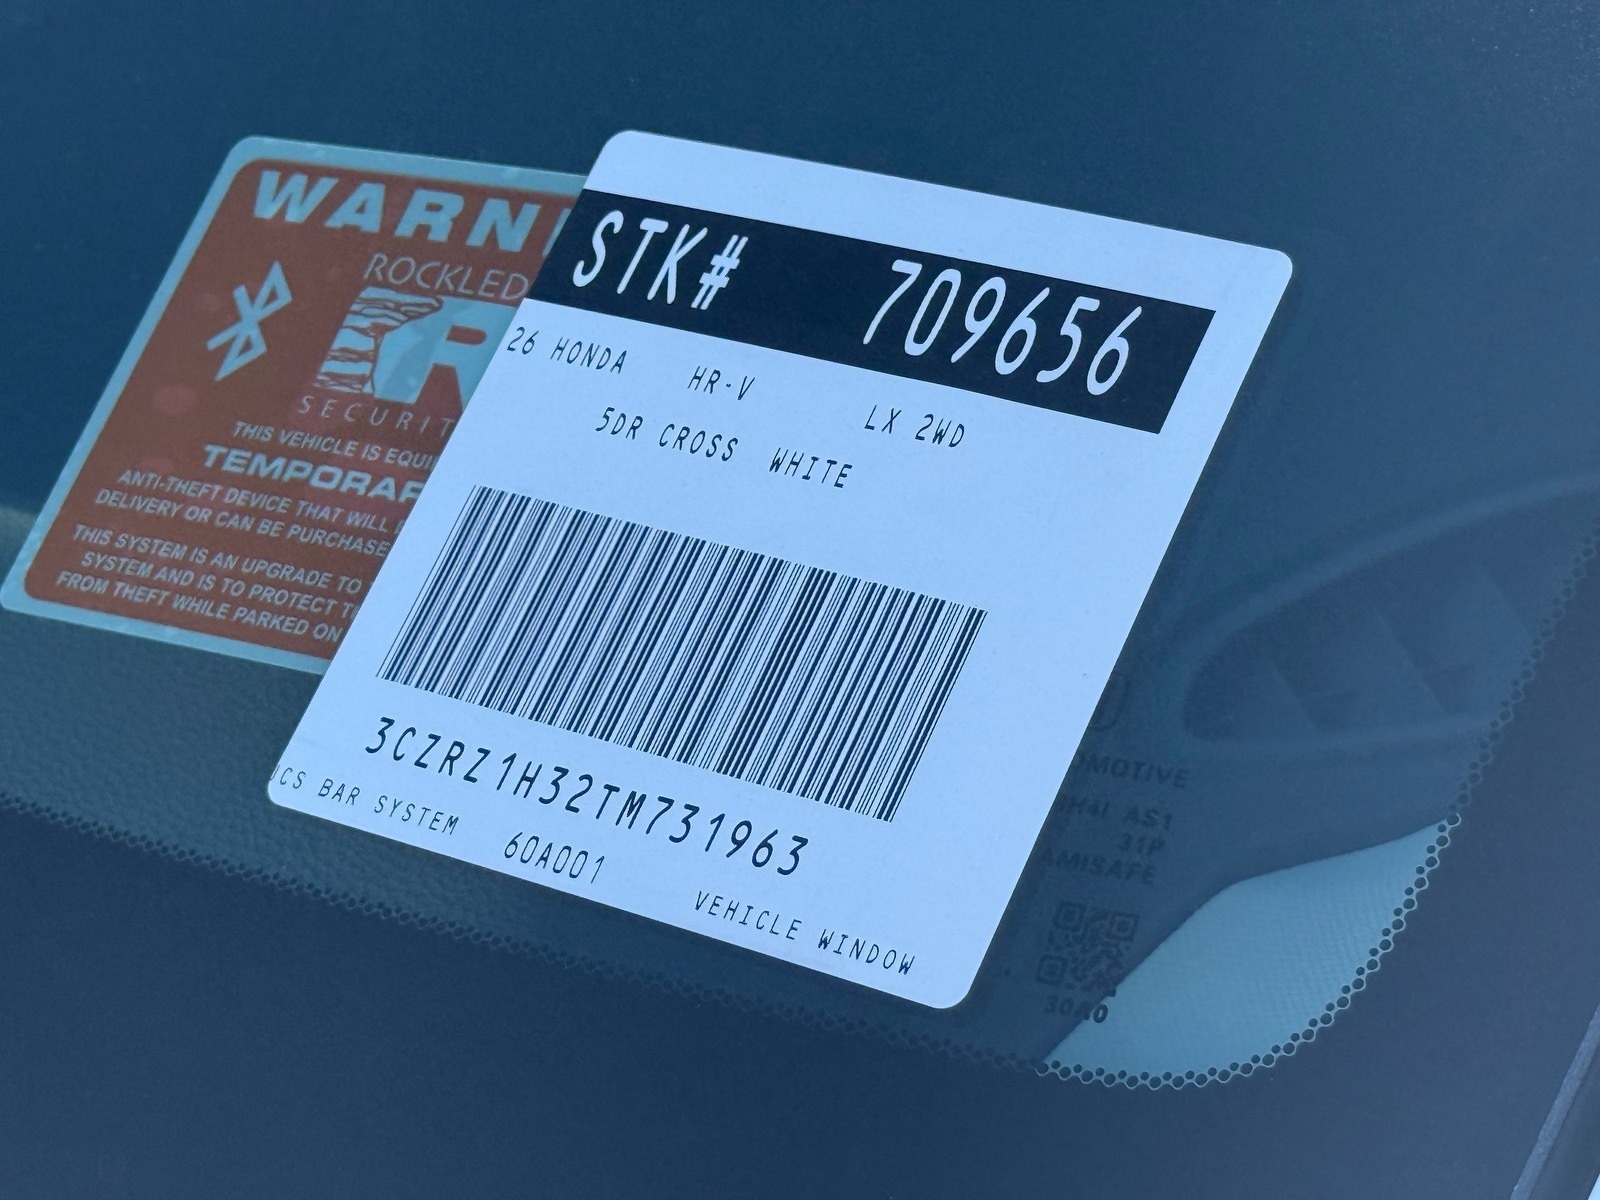 WARNI
ROCKLED
R
SECURIT
THIS VEHICLE IS EQUI
TEMPORAR
ANTI-THEFT DEVICE THAT WILL
DELIVERY OR CAN BE PURCHASE
THIS SYSTEM IS AN UPGRADE TO
SYSTEM AND IS TO PROTECT T
FROM THEFT WHILE PARKED ON
STK# 709656
26 HONDA HR-V LX 2WD
5DR CROSS WHITE
3CZRZ1H32TM731963
CS BAR SYSTEM 60A001 VEHICLE WINDOW
OMOTIVE
AS1
31P
AMISAFE
30A0